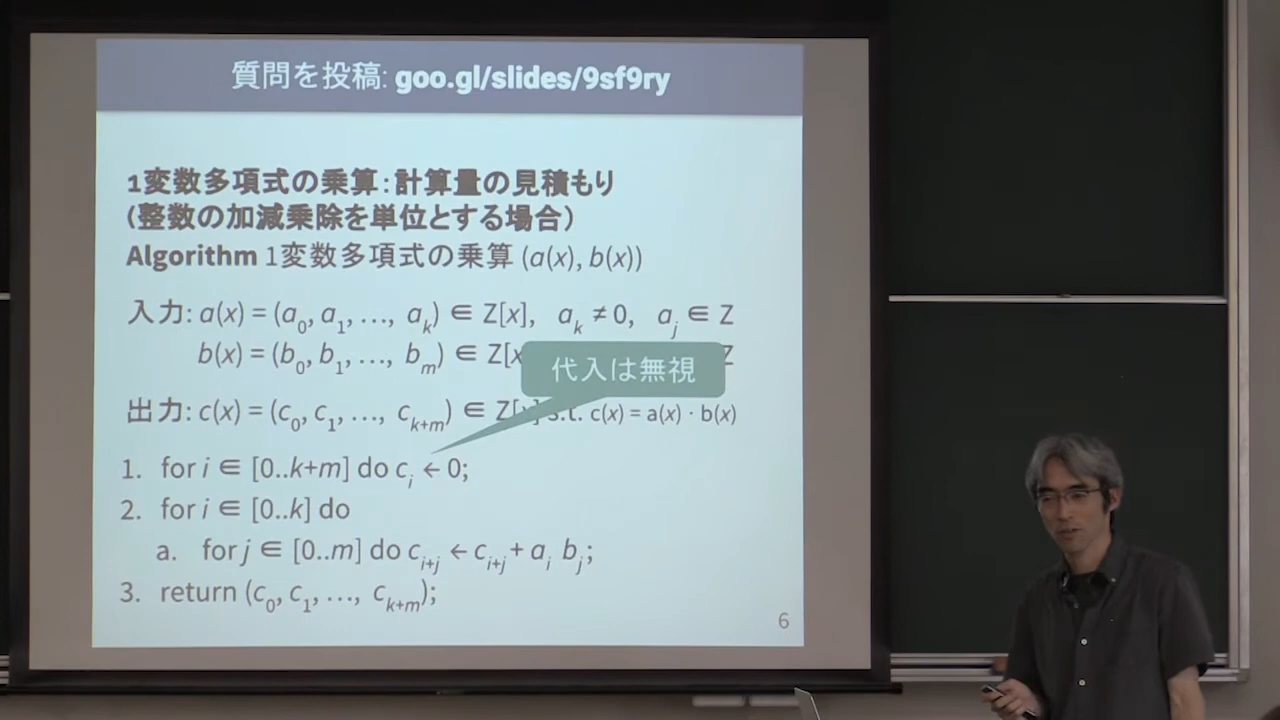 質問を投稿: goo.gl/slides/9sf9ry
1変数多項式の乗算:計算量の見積もり
(整数の加減乗除を単位とする場合)
Algorithm 1変数多項式の乗算 (a(x), b(x))
入力: a(x) = (a0, a1, …, ak) ∈ Z[x], ak ≠ 0, aj ∈ Z
b(x) = (b0, b1, …, bm) ∈ Z[x
Z
代入は無視
出力: c(x) = (c0, c1, …, ck+m) ∈ Z[x] s.t. c(x) = a(x) · b(x)
1. for i ∈ [0..k+m] do ci ← 0;
2. for i ∈ [0..k] do
a. for j ∈ [0..m] do ci+j ← ci+j + ai bj;
3. return (c0, c1, …, ck+m);
6